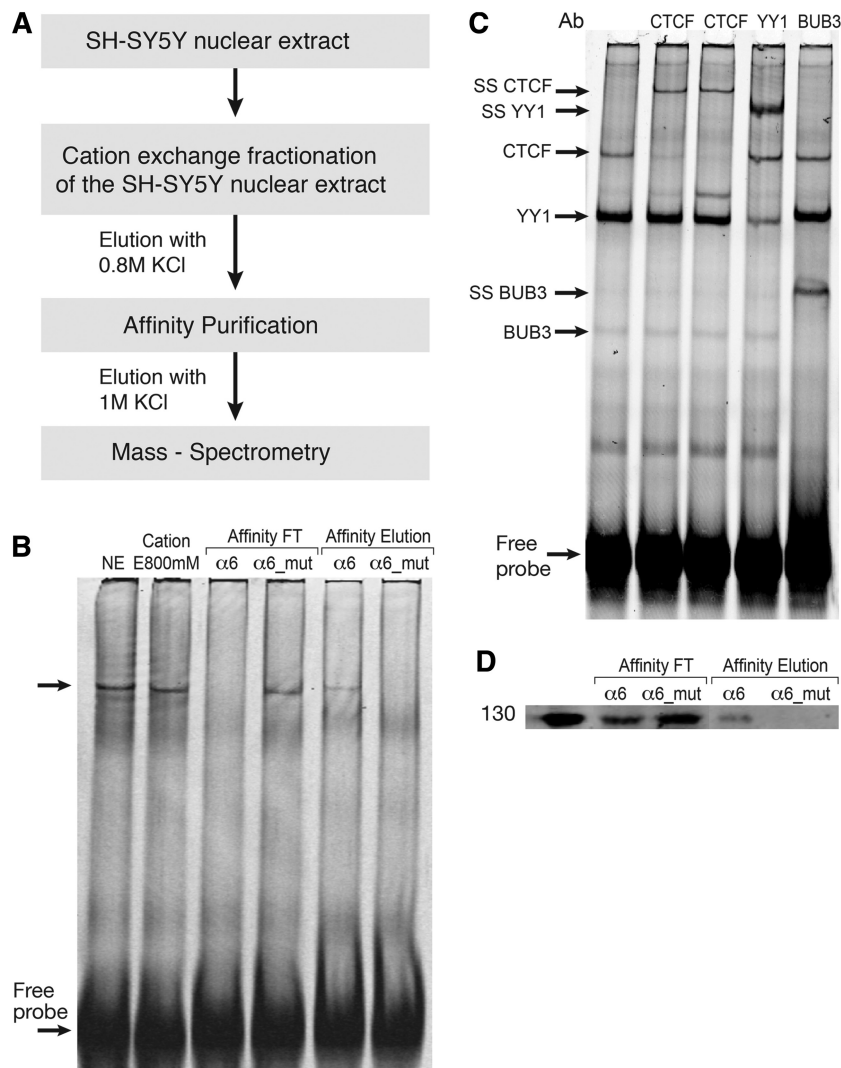 A
SH-SY5Y nuclear extract
Cation exchange fractionation
of the SH-SY5Y nuclear extract
Elution with
0.8M KCl
Affinity Purification
Elution with
1M KCl
Mass - Spectrometry
B
Cation
Affinity FT
Affinity Elution
NE
E800mM
α6
α6_mut
α6
α6_mut
Free
probe
C
Ab
CTCF
CTCF
YY1
BUB3
SS CTCF
SS YY1
CTCF
YY1
SS BUB3
BUB3
Free
probe
D
Affinity FT
Affinity Elution
α6
α6_mut
α6
α6_mut
130